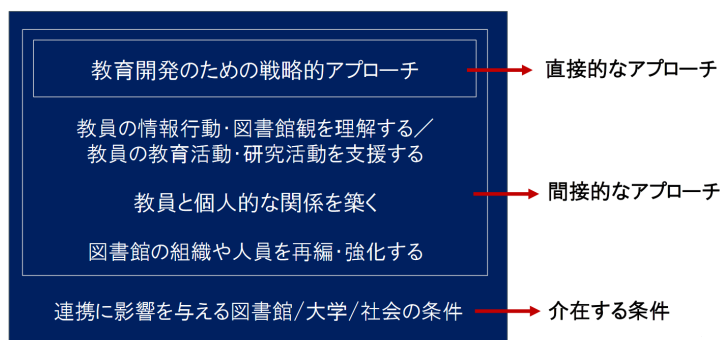 教育開発のための戦略的アプローチ
直接的なアプローチ
教員の情報行動・図書館観を理解する／
教員の教育活動・研究活動を支援する
教員と個人的な関係を築く
間接的なアプローチ
図書館の組織や人員を再編・強化する
連携に影響を与える図書館/大学/社会の条件
介在する条件